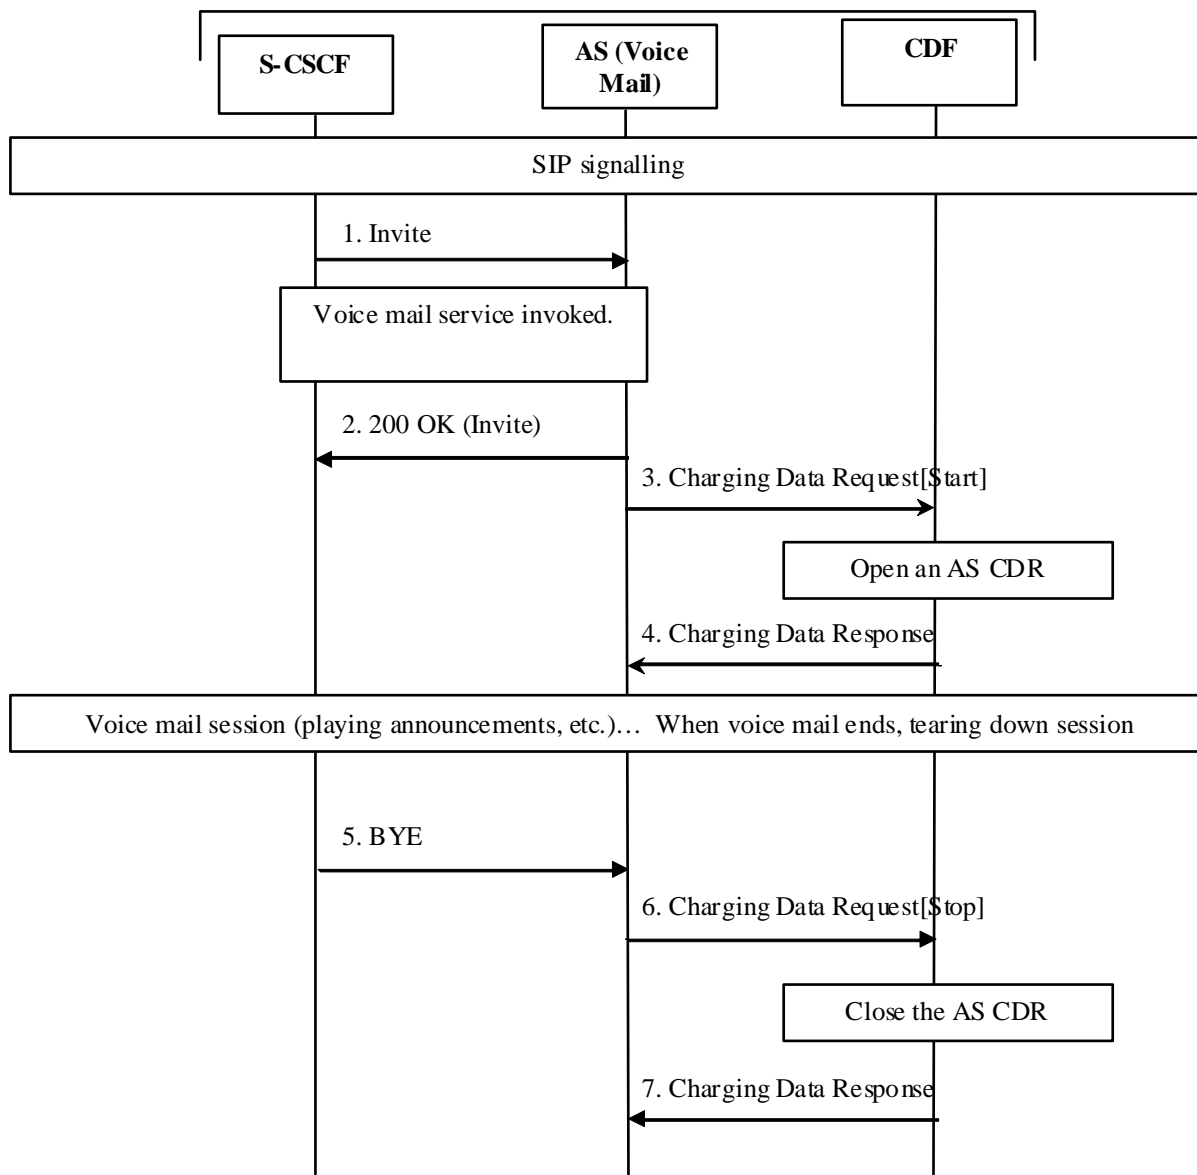 S-CSCF
AS (Voice
Mail)
CDF
SIP signalling
1. Invite
Voice mail service invoked.
2. 200 OK (Invite)
3. Charging Data Request[Start]
Open an AS CDR
4. Charging Data Response
Voice mail session (playing announcements, etc.)… When voice mail ends, tearing down session
5. BYE
6. Charging Data Request[Stop]
Close the AS CDR
7. Charging Data Response